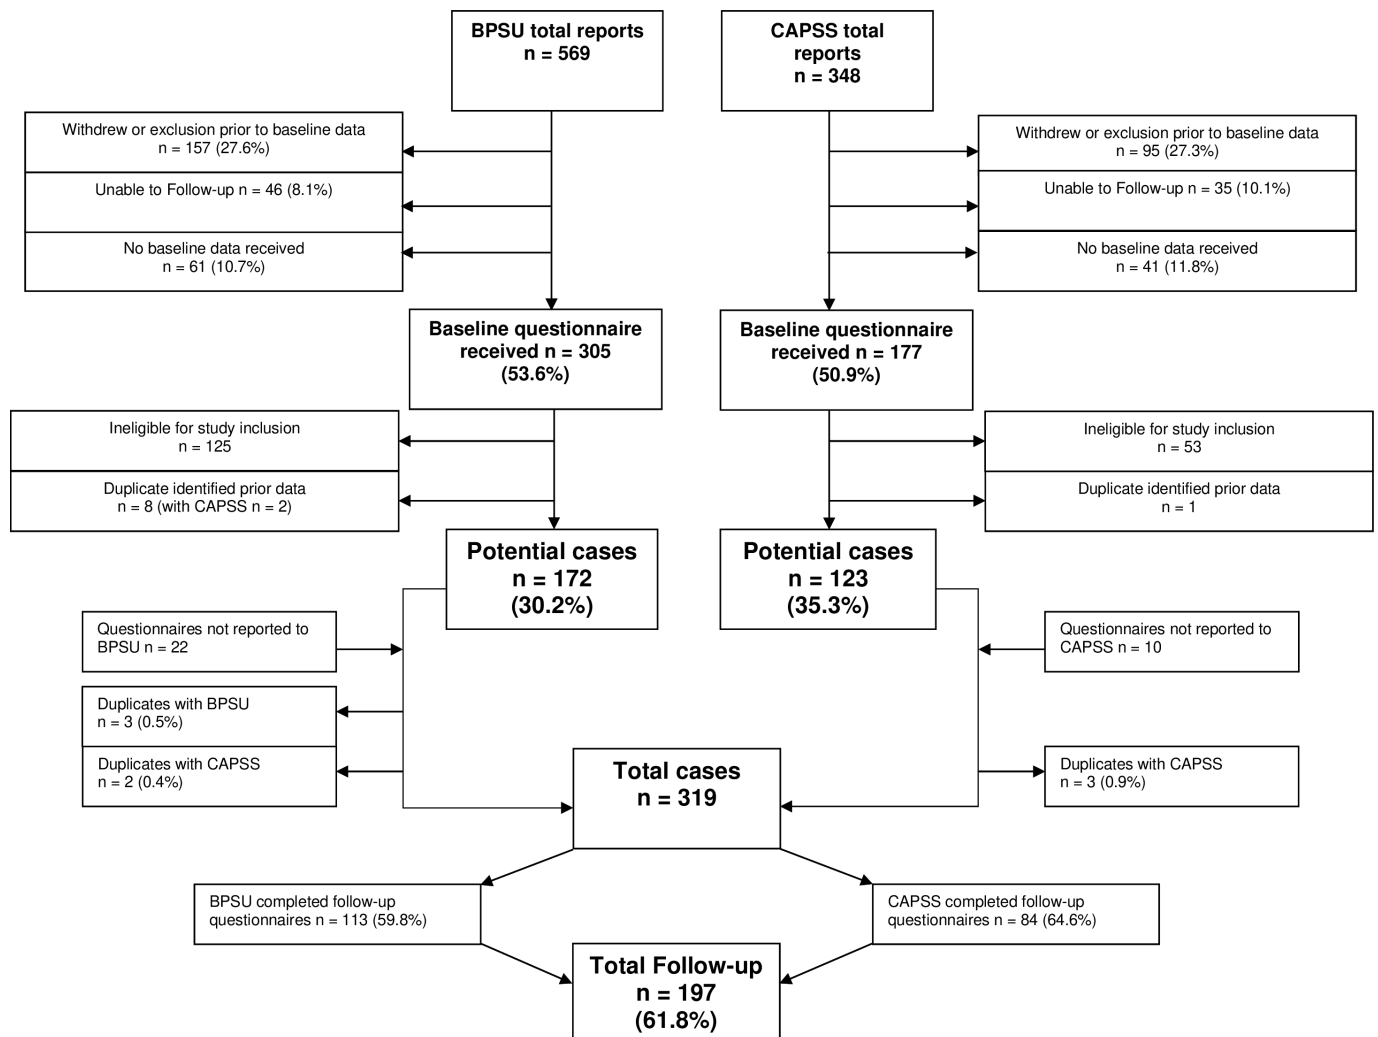 BPSU total reports
n = 569
CAPSS total
reports
n = 348
Withdrew or exclusion prior to baseline data
n = 157 (27.6%)
Unable to Follow-up n = 46 (8.1%)
No baseline data received
n = 61 (10.7%)
Withdrew or exclusion prior to baseline data
n = 95 (27.3%)
Unable to Follow-up n = 35 (10.1%)
No baseline data received
n = 41 (11.8%)
Baseline questionnaire
received n = 305
(53.6%)
Baseline questionnaire
received n = 177
(50.9%)
Ineligible for study inclusion
n = 125
Duplicate identified prior data
n = 8 (with CAPSS n = 2)
Ineligible for study inclusion
n = 53
Duplicate identified prior data
n = 1
Potential cases
n = 172
(30.2%)
Potential cases
n = 123
(35.3%)
Questionnaires not reported to
BPSU n = 22
Duplicates with BPSU
n = 3 (0.5%)
Duplicates with CAPSS
n = 2 (0.4%)
Questionnaires not reported to
CAPSS n = 10
Duplicates with CAPSS
n = 3 (0.9%)
Total cases
n = 319
BPSU completed follow-up
questionnaires n = 113 (59.8%)
CAPSS completed follow-up
questionnaires n = 84 (64.6%)
Total Follow-up
n = 197
(61.8%)